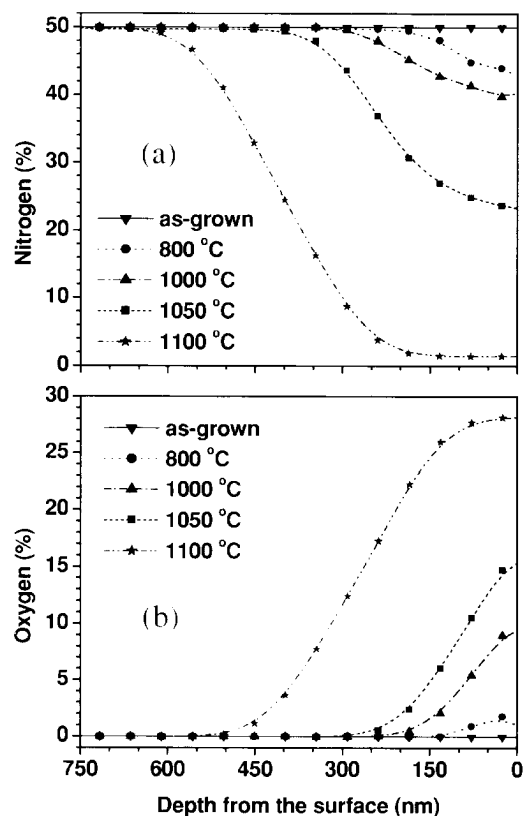 60
50
40
30
20
10
0
Nitrogen (%)
(a)
as-grown
800 °C
1000 °C
1050 °C
1100 °C
30
25
20
15
10
5
0
Oxygen (%)
as-grown
800 °C
1000 °C
1050 °C
1100 °C
(b)
750 600 450 300 150 0
Depth from the surface (nm)